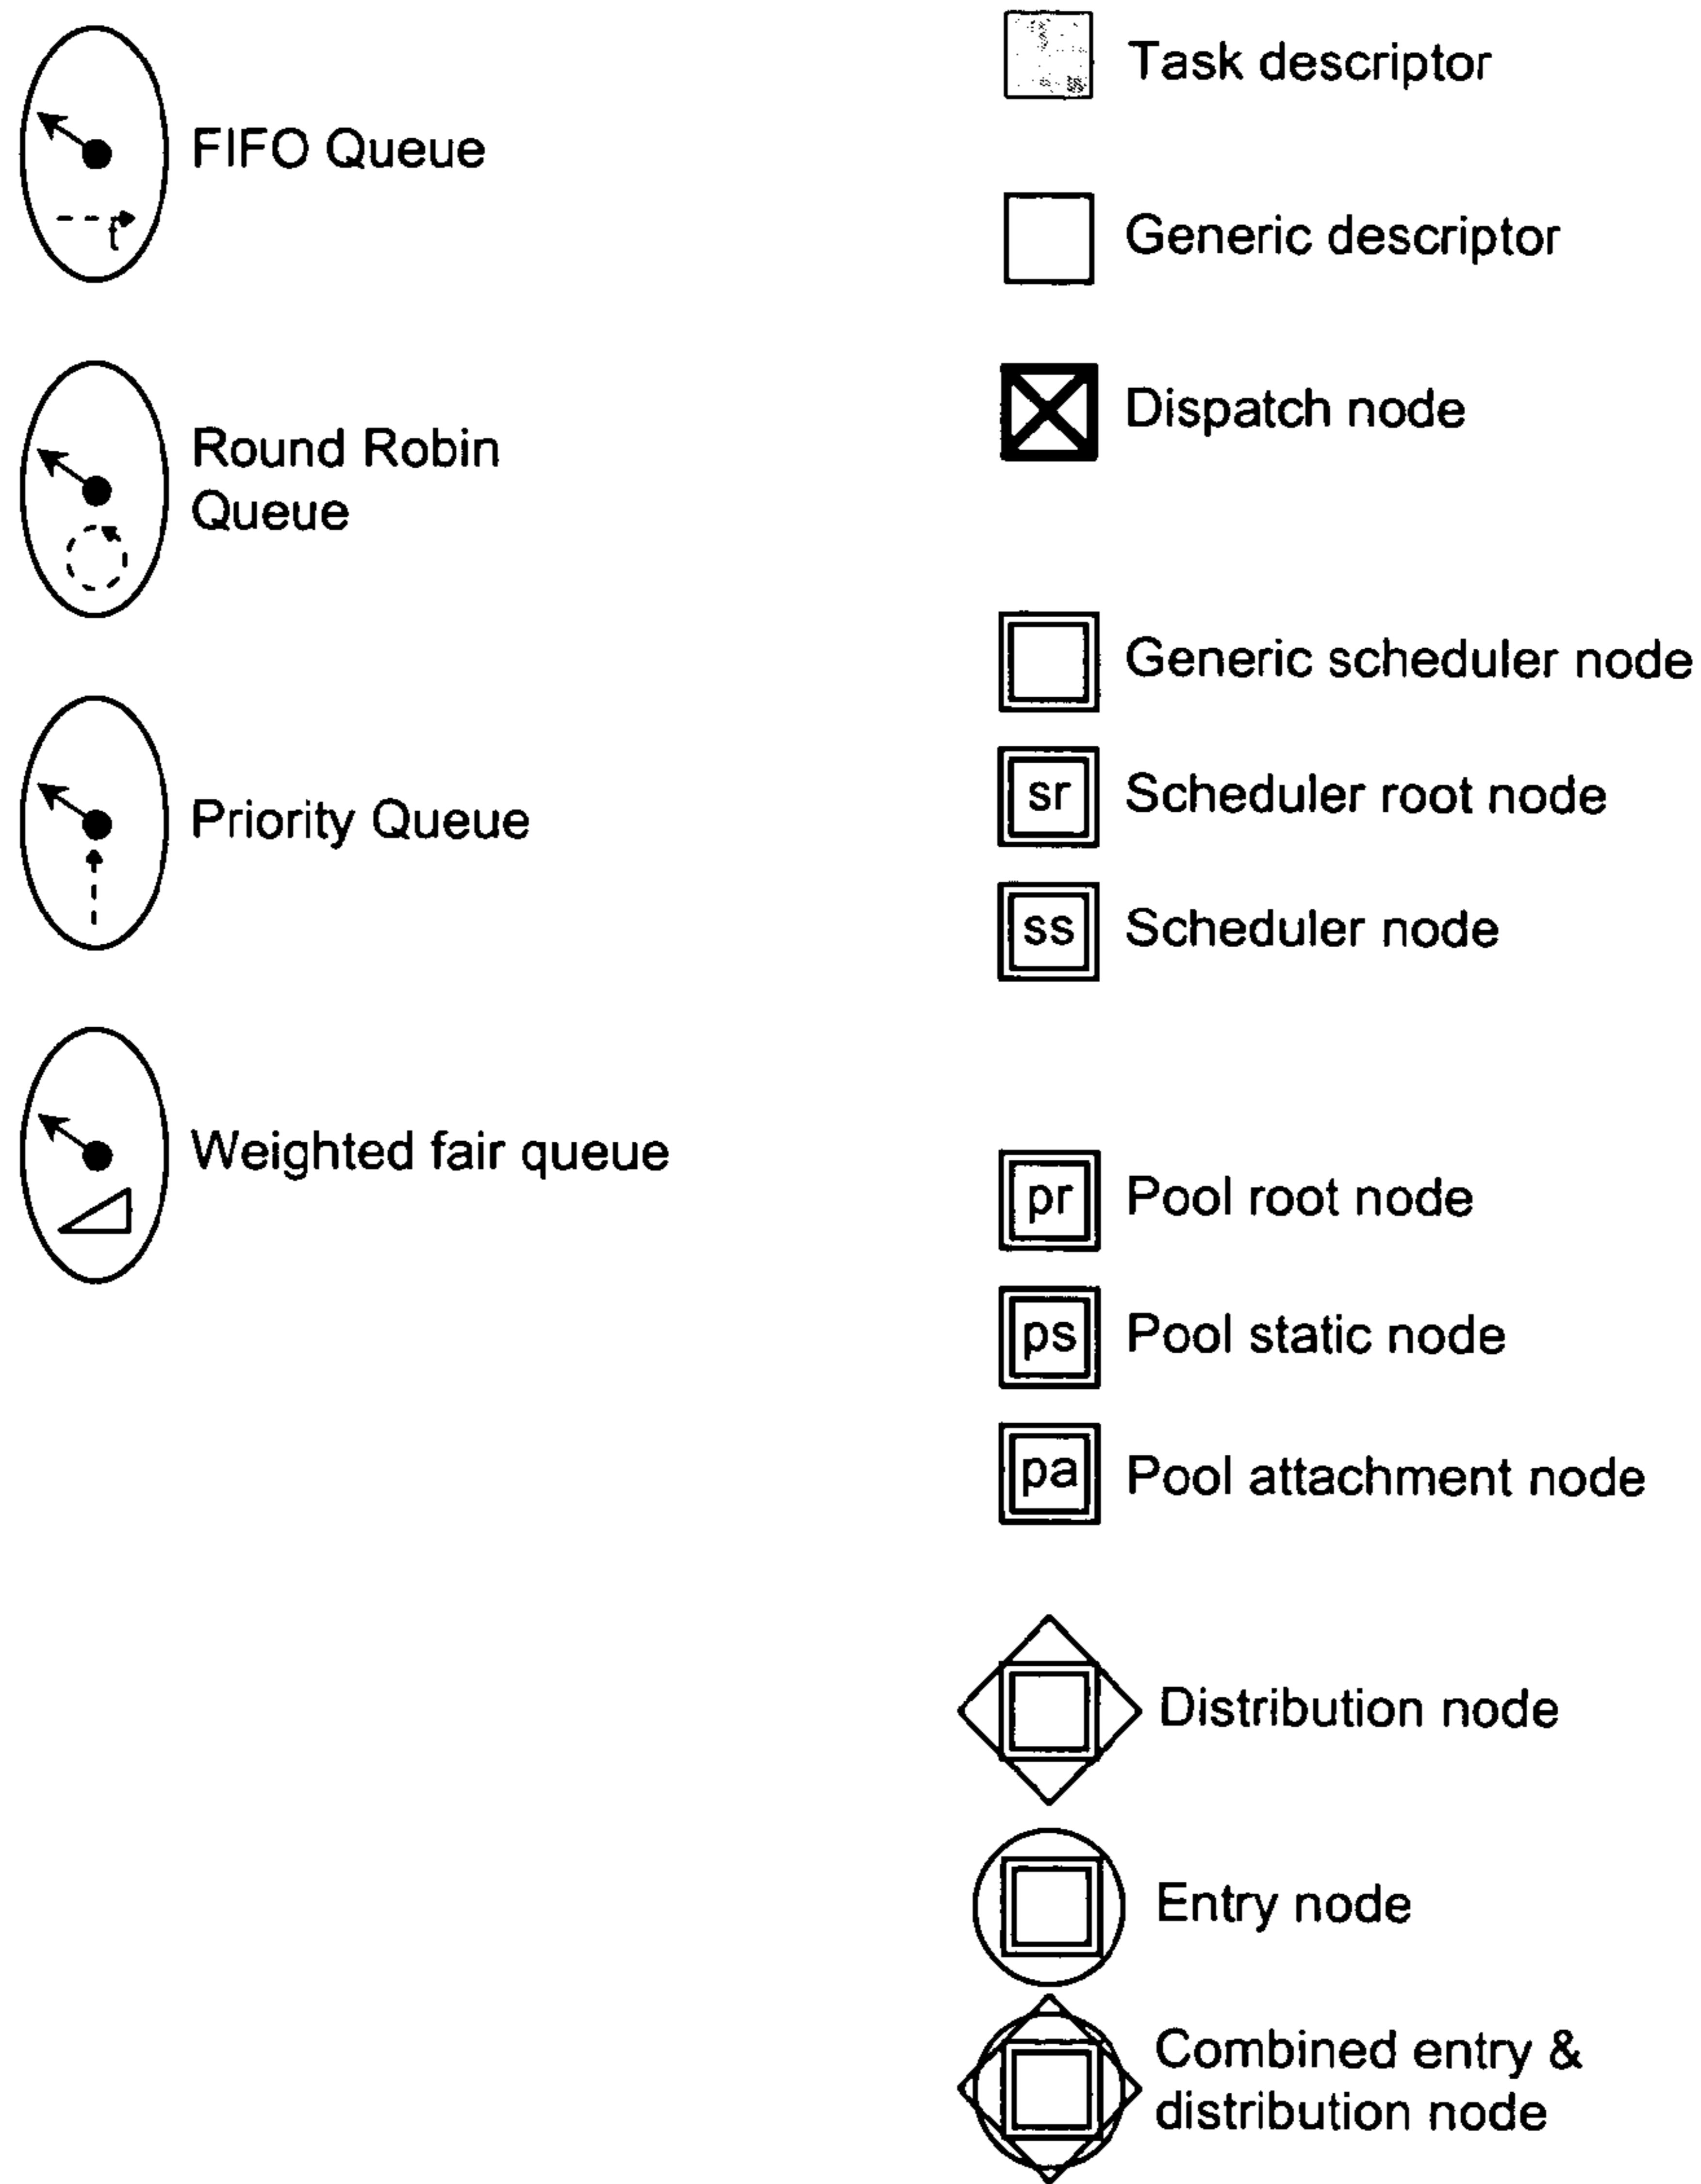 FIFO Queue
t
Round Robin
Queue
Priority Queue
Weighted fair queue
Task descriptor
Generic descriptor
Dispatch node
Generic scheduler node
sr Scheduler root node
ss Scheduler node
pr Pool root node
ps Pool static node
pa Pool attachment node
Distribution node
Entry node
Combined entry &
distribution node